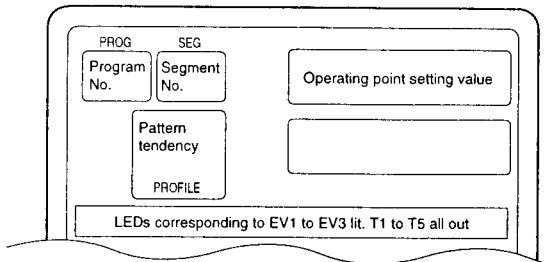 PROG SEG
Program
No.
Segment
No.
Operating point setting value
Pattern
tendency
PROFILE
LEDs corresponding to EV1 to EV3 lit. T1 to T5 all out